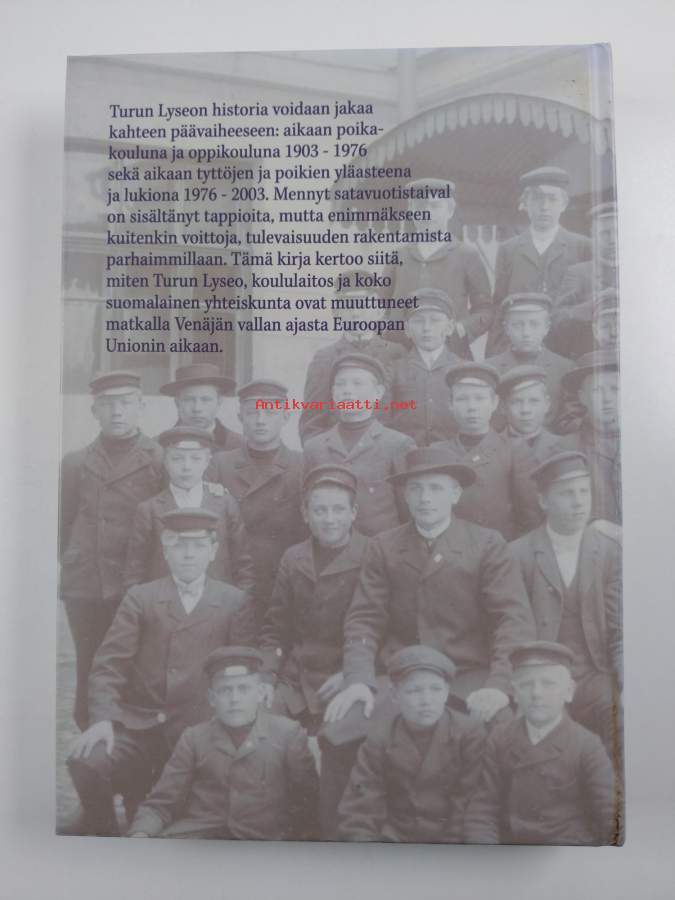 Turun Lyseon historia voidaan jakaa
kahteen päävaiheeseen: aikaan poika-
kouluna ja oppikouluna 1903 - 1976
sekä aikaan tyttöjen ja poikien yläasteena
ja lukiona 1976 - 2003. Mennyt satavuotistaival
on sisältänyt tappioita, mutta enimmäkseen
kuitenkin voittoja, tulevaisuuden rakentamista
parhaimmillaan. Tämä kirja kertoo siitä,
miten Turun Lyseo, koululaitos ja koko
suomalainen yhteiskunta ovat muuttuneet
matkalla Venäjän vallan ajasta Euroopan
Unionin aikaan.
Antikvariaatti.net